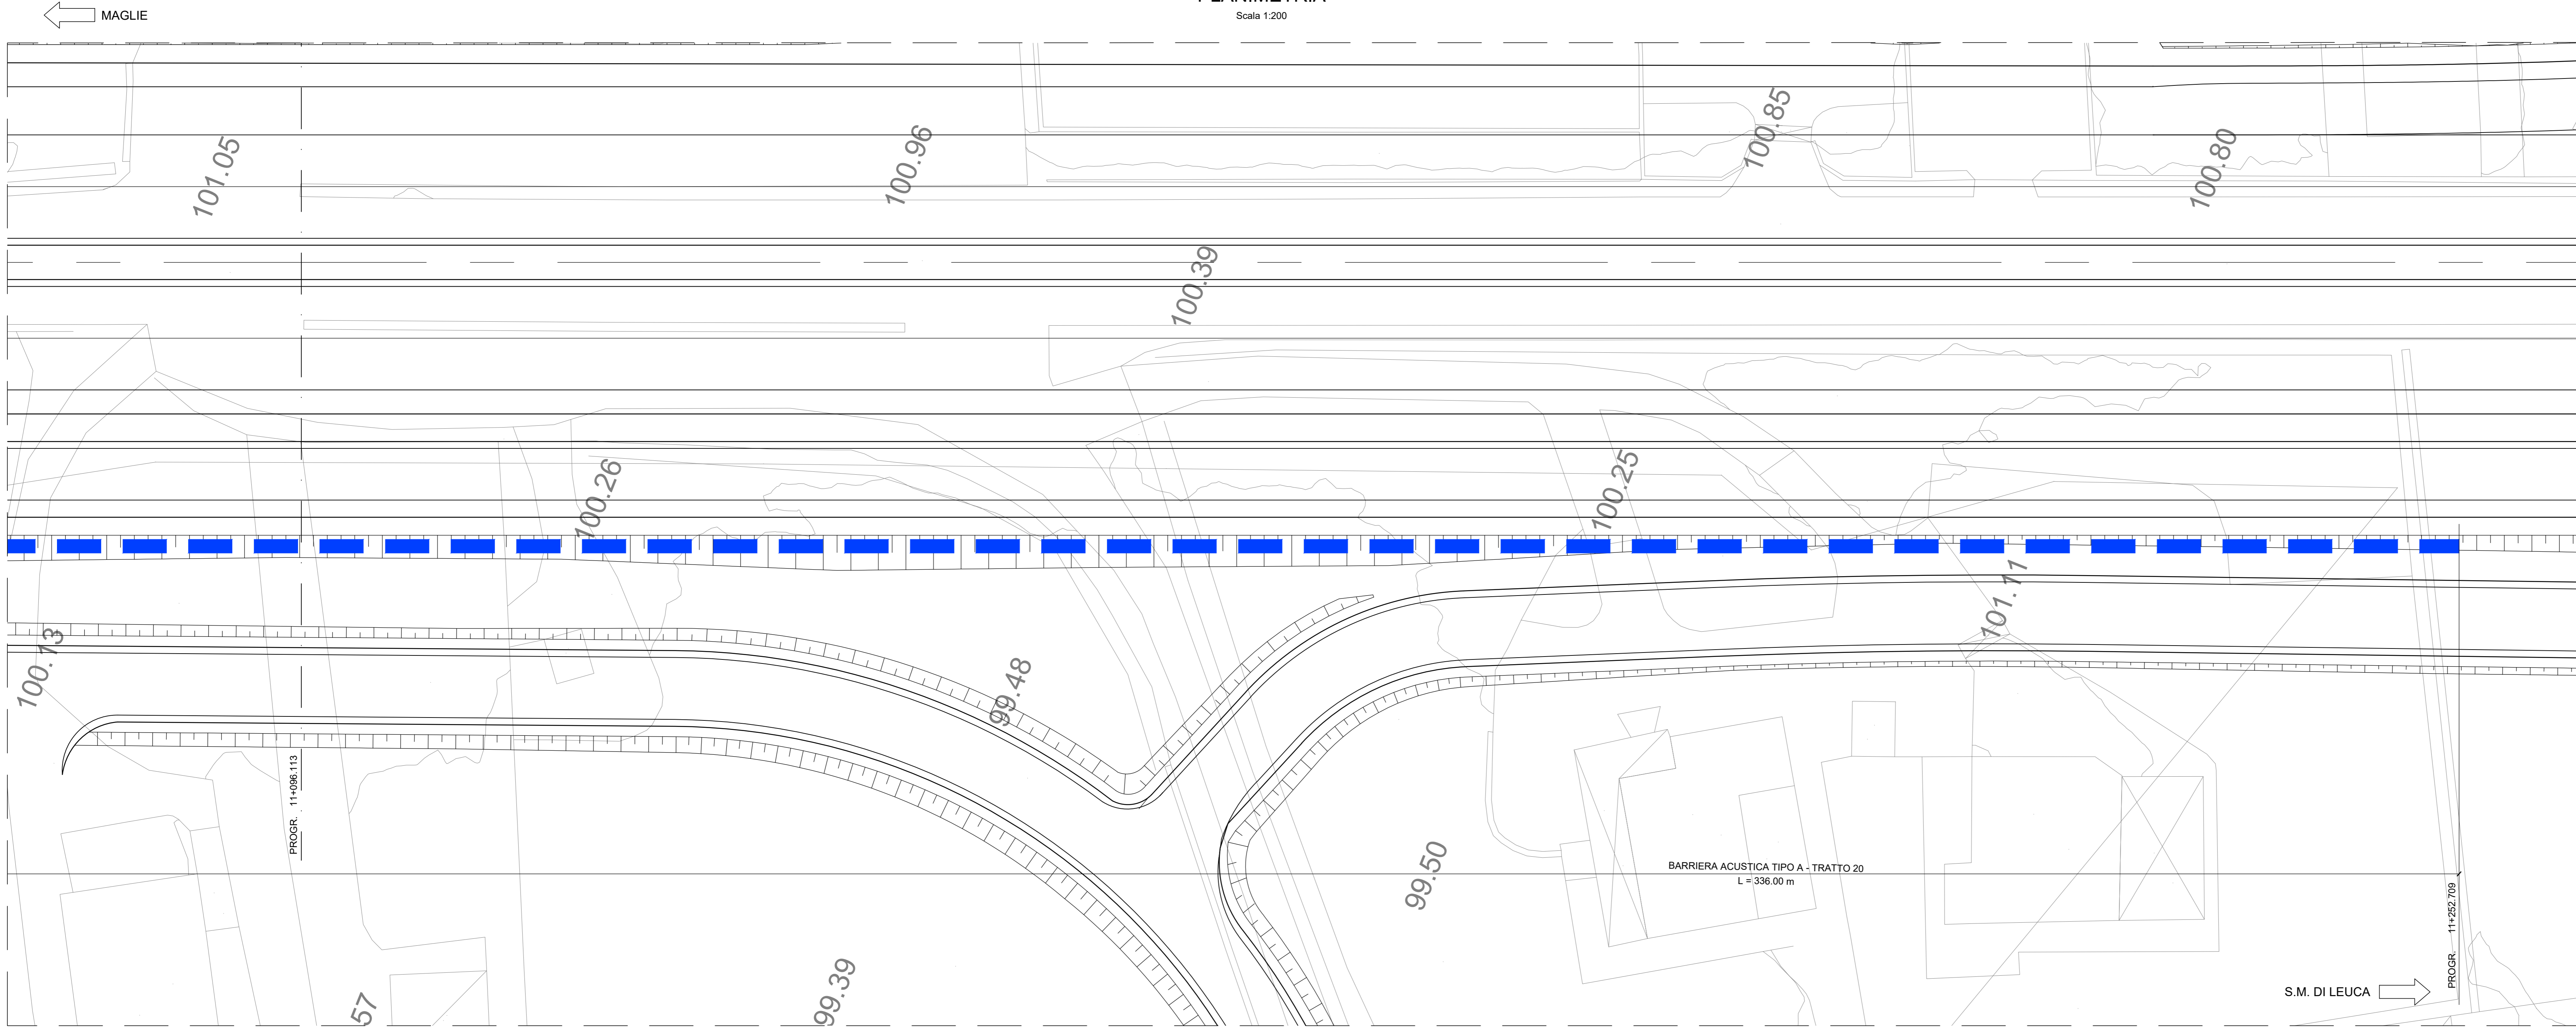 MAGLIE
Scala 1:200
101.05
100.96
100.85
100.80
100.39
100.26
100.25
101.11
100.13
99.48
PROGR. 11+096.113
99.50
BARRIERA ACUSTICA TIPO A - TRATTO 20
L = 336.00 m
PROGR. 11+252.709
57
99.39
S.M. DI LEUCA